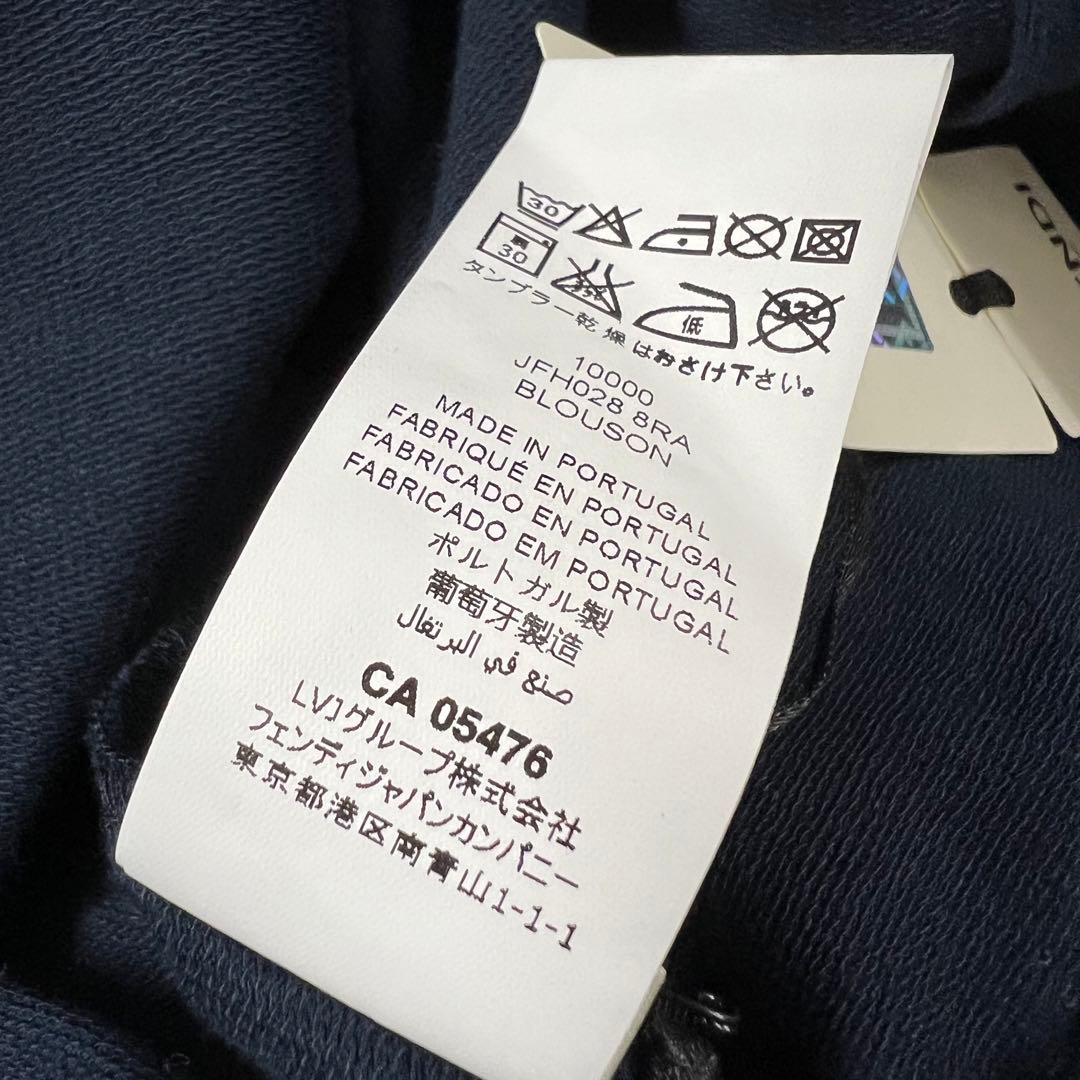 30
30
低
タンブラー乾燥はおさけ下さい。
10000
JFH028 8RA
BLOUSON
MADE IN PORTUGAL
FABRIQUÉ EN PORTUGAL
FABRICADO EN PORTUGAL
FABRICADO EM PORTUGAL
ポルトガル製
葡萄牙製造
صنع في البرتغال
CA 05476
LVJグループ株式会社
フェンディジャパンカンパニー
東京都港区南青山1-1-1
NDI